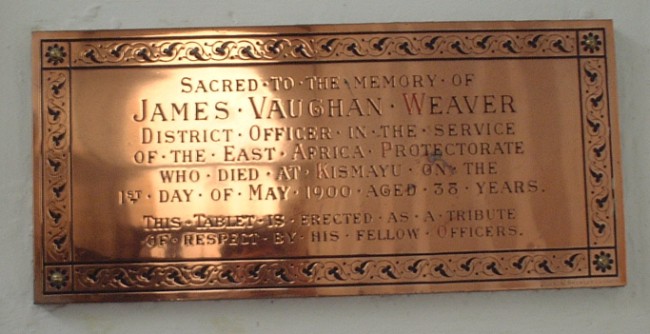 SACRED · TO · THE · MEMORY · OF
JAMES · VAUGHAN · WEAVER
DISTRICT · OFFICER · IN · THE · SERVICE
OF · THE · EAST · AFRICA · PROTECTORATE
WHO · DIED · AT · KISMAYU · ON · THE
1ST · DAY · OF · MAY · 1900 · AGED · 38 · YEARS.
THIS · TABLET · IS · ERECTED · AS · A · TRIBUTE
OF · RESPECT · BY · HIS · FELLOW · OFFICERS.